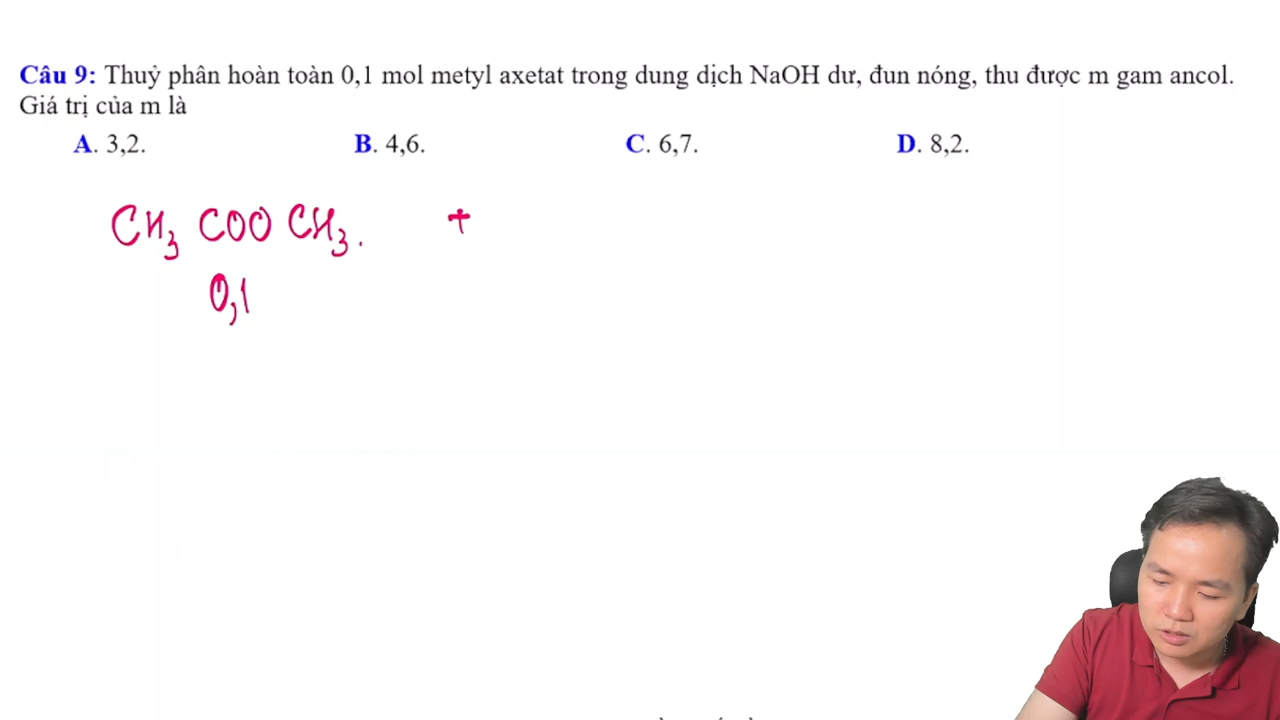 Câu 9: Thuỷ phân hoàn toàn 0,1 mol metyl axetat trong dung dịch NaOH dư, đun nóng, thu được m gam ancol.
Giá trị của m là
A. 3,2. B. 4,6. C. 6,7. D. 8,2.
CH₃ COO CH₃. +
0,1